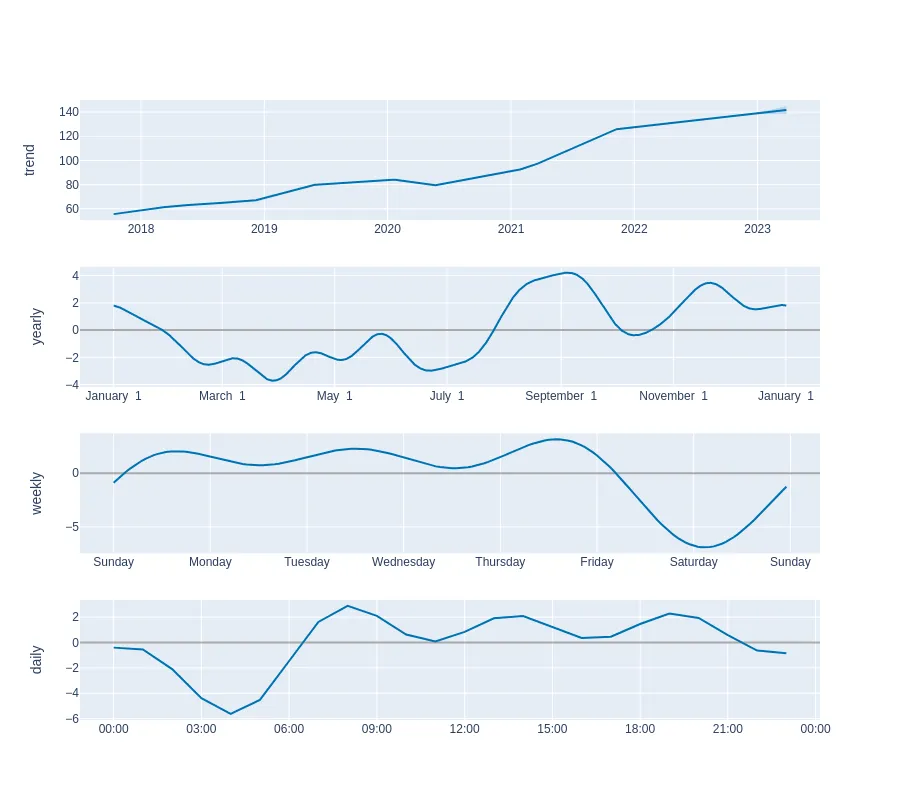 trend
140
120
100
80
60
2018 2019 2020 2021 2022 2023
yearly
4
2
0
−2
−4
January 1 March 1 May 1 July 1 September 1 November 1 January 1
weekly
0
−5
Sunday Monday Tuesday Wednesday Thursday Friday Saturday Sunday
daily
2
0
−2
−4
−6
00:00 03:00 06:00 09:00 12:00 15:00 18:00 21:00 00:00